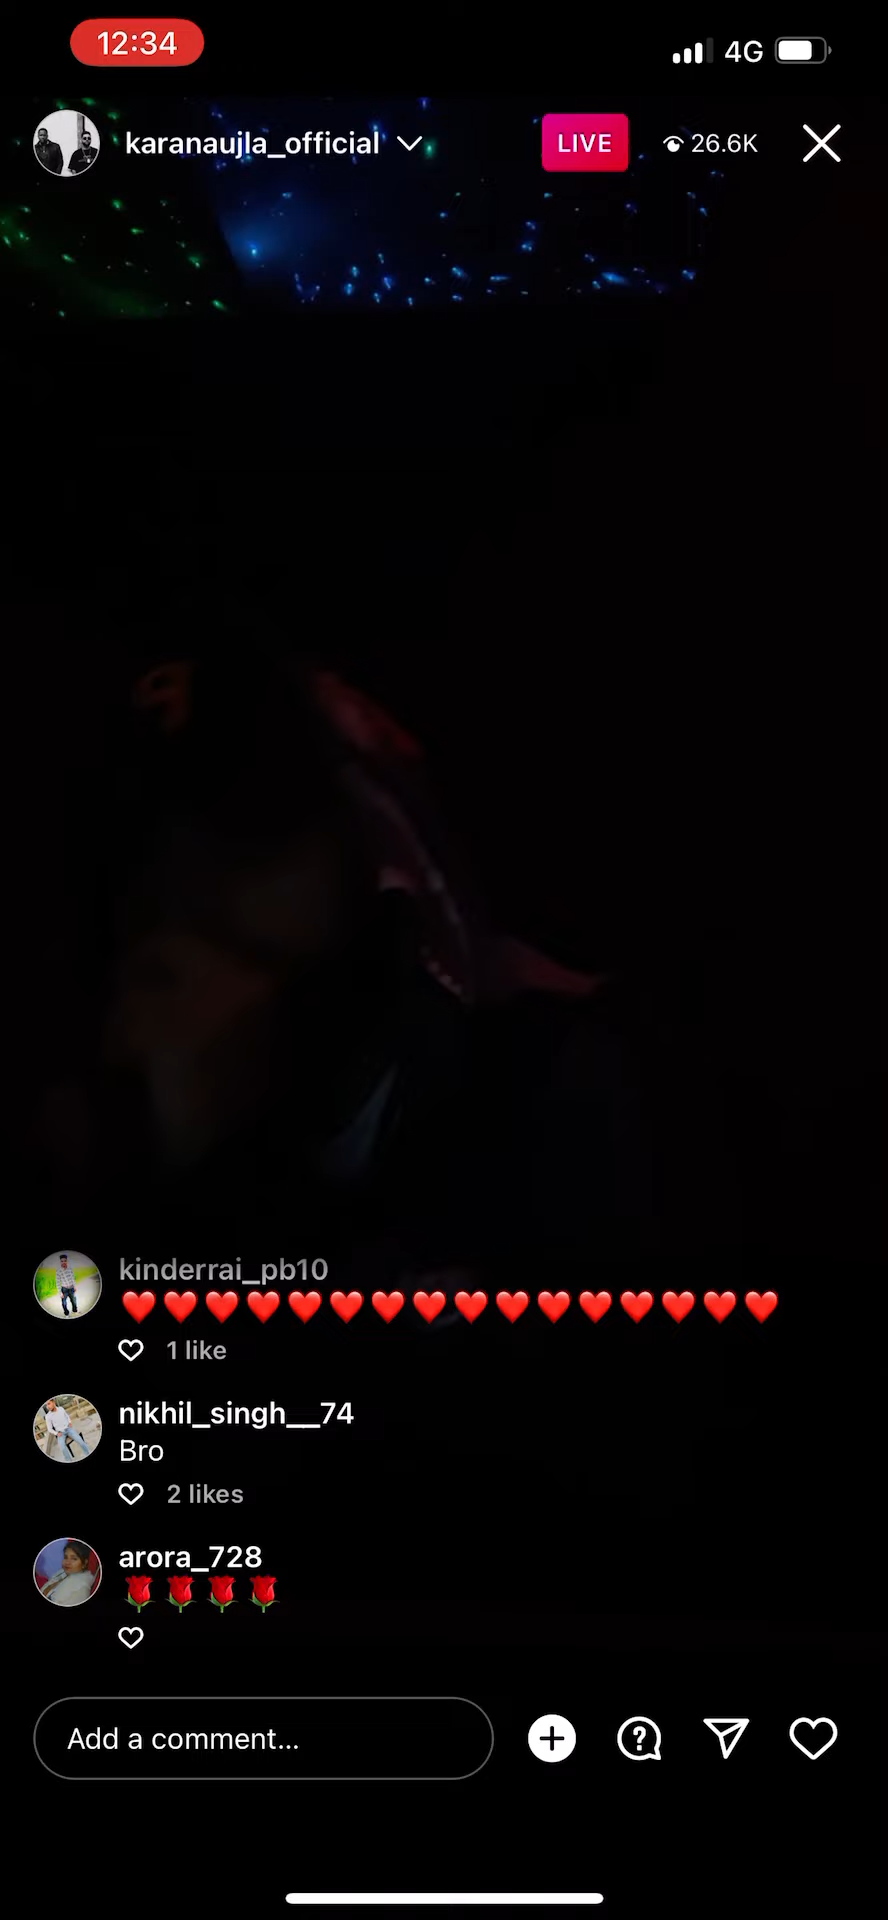 12:34
4G
karanaujla_official
LIVE
26.6K
kinderrai_pb10
❤️❤️❤️❤️❤️❤️❤️❤️❤️❤️❤️❤️❤️❤️❤️❤️
1 like
nikhil_singh__74
Bro
2 likes
arora_728
🌹🌹🌹🌹
Add a comment...